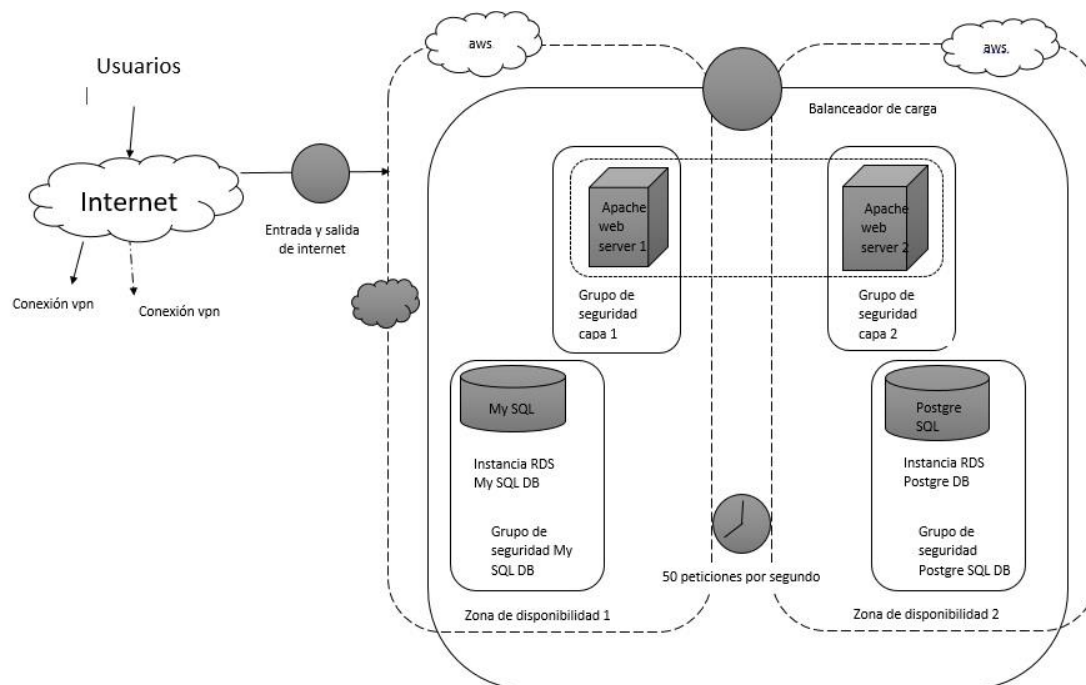 aws
aws.
Usuarios
Balanceador de carga
Internet
Entrada y salida
de internet
Conexión vpn
Conexión vpn
Apache
web
server 1
Apache
web
server 2
Grupo de
seguridad
capa 1
Grupo de
seguridad
capa 2
My SQL
Postgre
SQL
Instancia RDS
My SQL DB
Instancia RDS
Postgre DB
Grupo de
seguridad My
SQL DB
Grupo de
seguridad
Postgre SQL DB
50 peticiones por segundo
Zona de disponibilidad 1
Zona de disponibilidad 2